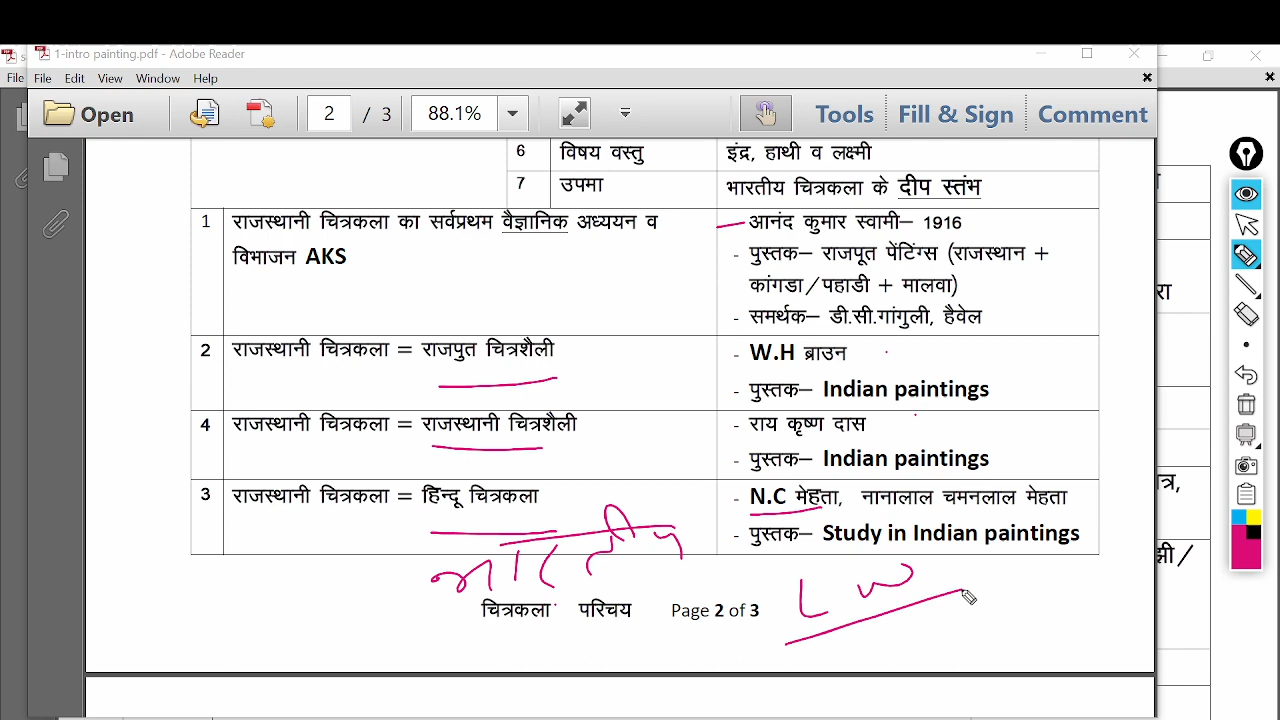 1-intro painting.pdf - Adobe Reader
File
File Edit View Window Help
Open 2 / 3 88.1% Tools Fill & Sign Comment
6 विषय वस्तु इंद्र, हाथी व लक्ष्मी
7 उपमा भारतीय चित्रकला के दीप स्तंभ
1 राजस्थानी चित्रकला का सर्वप्रथम वैज्ञानिक अध्ययन व आनंद कुमार स्वामी– 1916
विभाजन AKS - पुस्तक– राजपूत पेंटिंग्स (राजस्थान +
कांगडा/पहाडी + मालवा)
- समर्थक– डी.सी.गांगुली, हैवेल
2 राजस्थानी चित्रकला = राजपुत चित्रशैली - W.H ब्राउन
- पुस्तक– Indian paintings
4 राजस्थानी चित्रकला = राजस्थानी चित्रशैली - राय कृष्ण दास
- पुस्तक– Indian paintings
3 राजस्थानी चित्रकला = हिन्दू चित्रकला - N.C मेहता, नानालाल चमनलाल मेहता
- पुस्तक– Study in Indian paintings
भारतीय
L W
चित्रकला परिचय Page 2 of 3
रा
त्र,
झी/